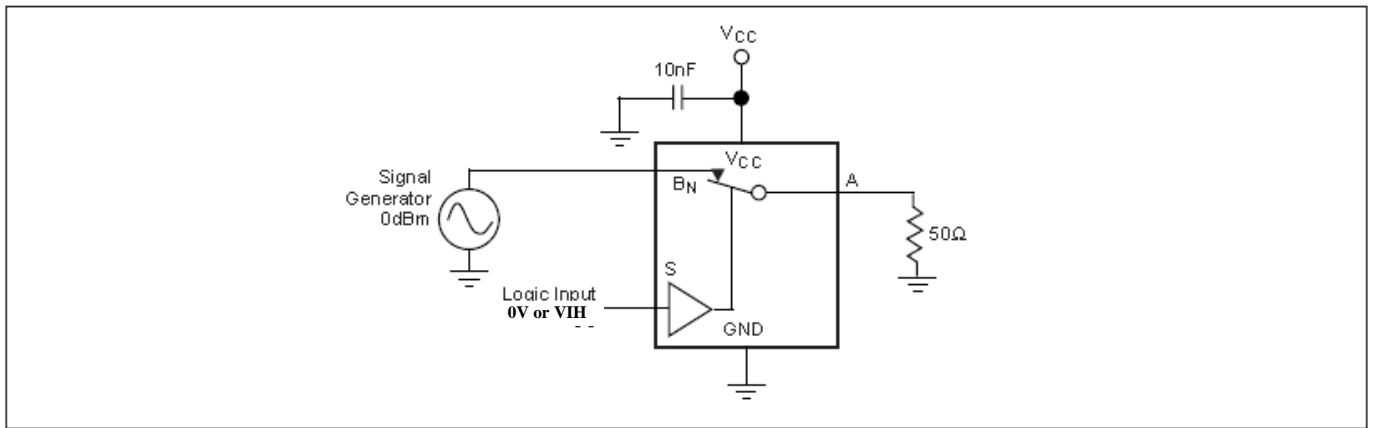 VCC
10nF
VCC
Signal
Generator
0dBm
BN
A
50Ω
S
Logic Input
0V or VIH
GND